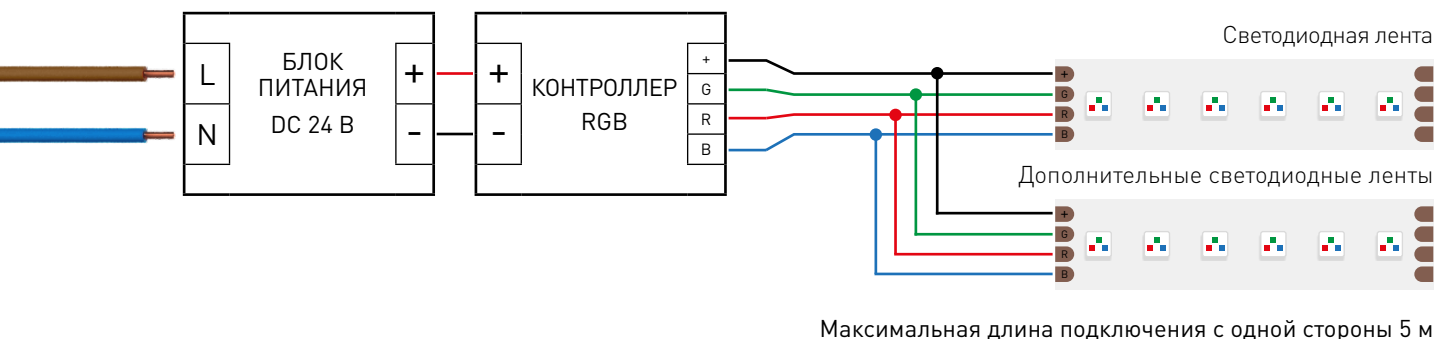 Светодиодная лента
L
N
БЛОК
ПИТАНИЯ
DC 24 В
+
-
+
-
КОНТРОЛЛЕР
RGB
+
G
R
B
+
G
R
B
Дополнительные светодиодные ленты
+
G
R
B
Максимальная длина подключения с одной стороны 5 м